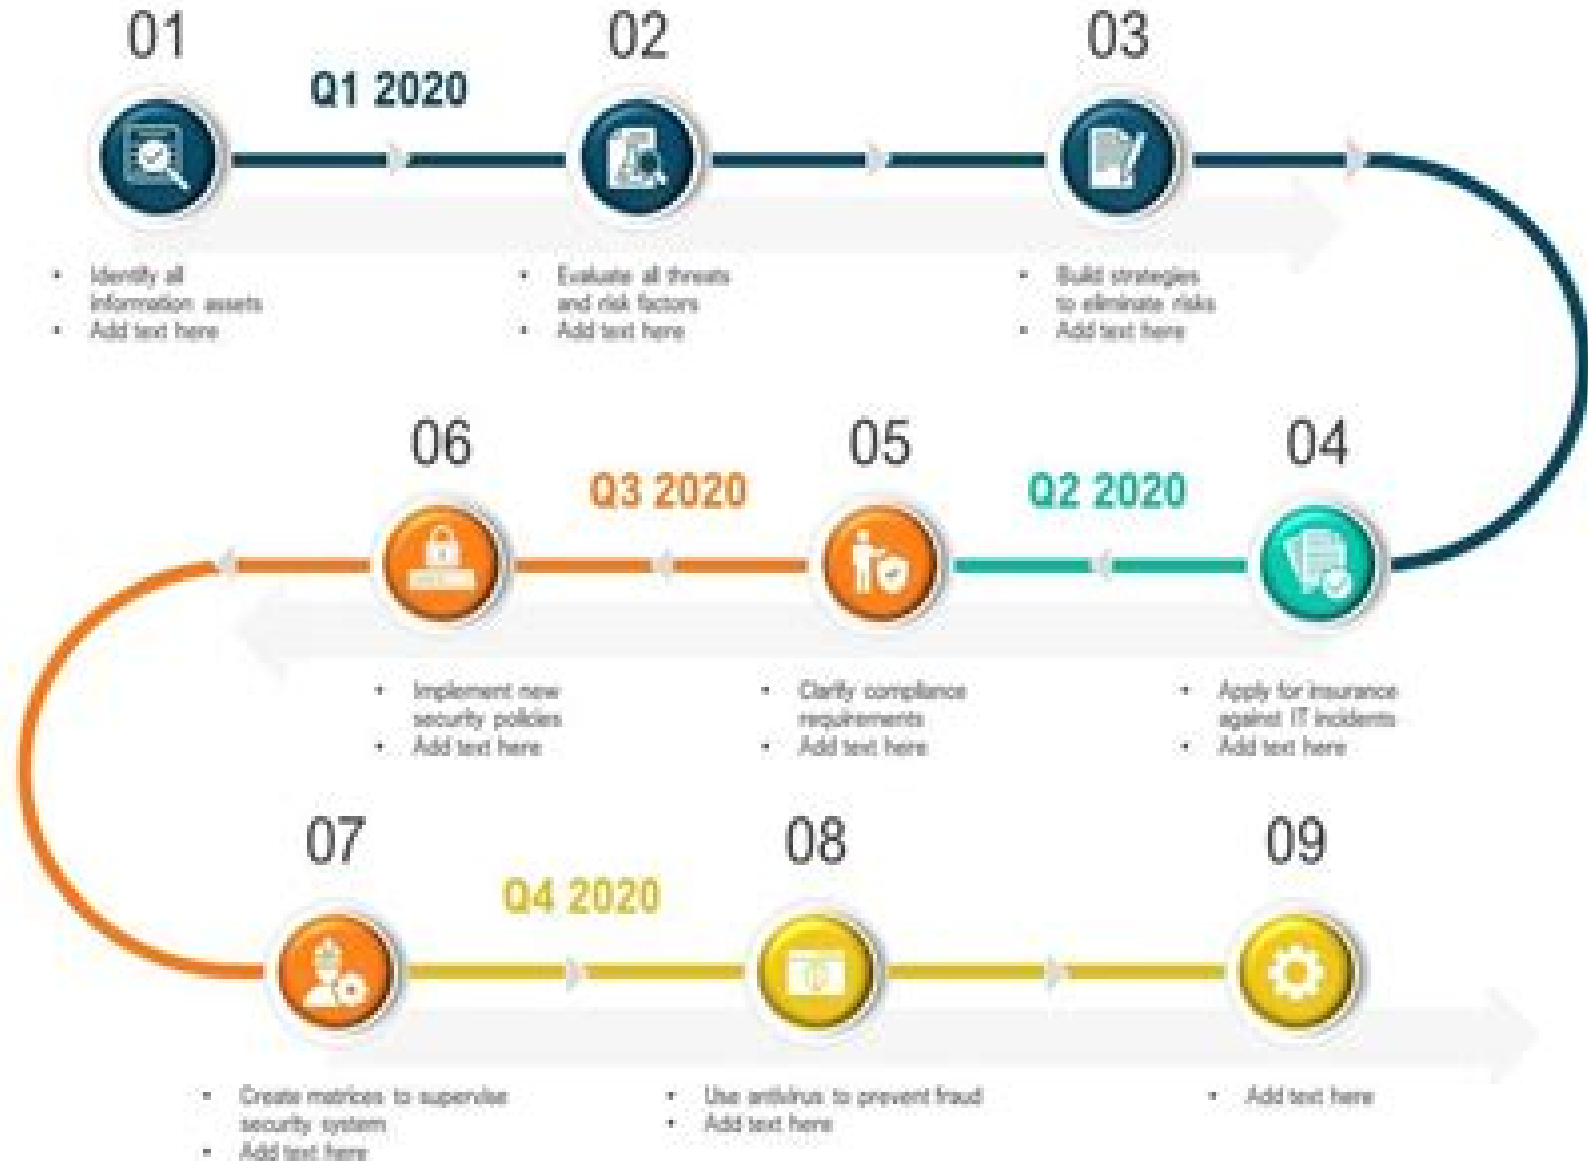 01
02
03
Q1 2020
• Identify all
information assets
• Add text here
• Evaluate all threats
and risk factors
• Add text here
• Build strategies
to eliminate risks
• Add text here
06
05
04
Q3 2020
Q2 2020
• Implement new
security policies
• Add text here
• Clarify compliance
requirements
• Add text here
• Apply for insurance
against IT incidents
• Add text here
07
08
09
Q4 2020
• Create matrices to supervise
security system
• Add text here
• Use antivirus to prevent fraud
• Add text here
• Add text here